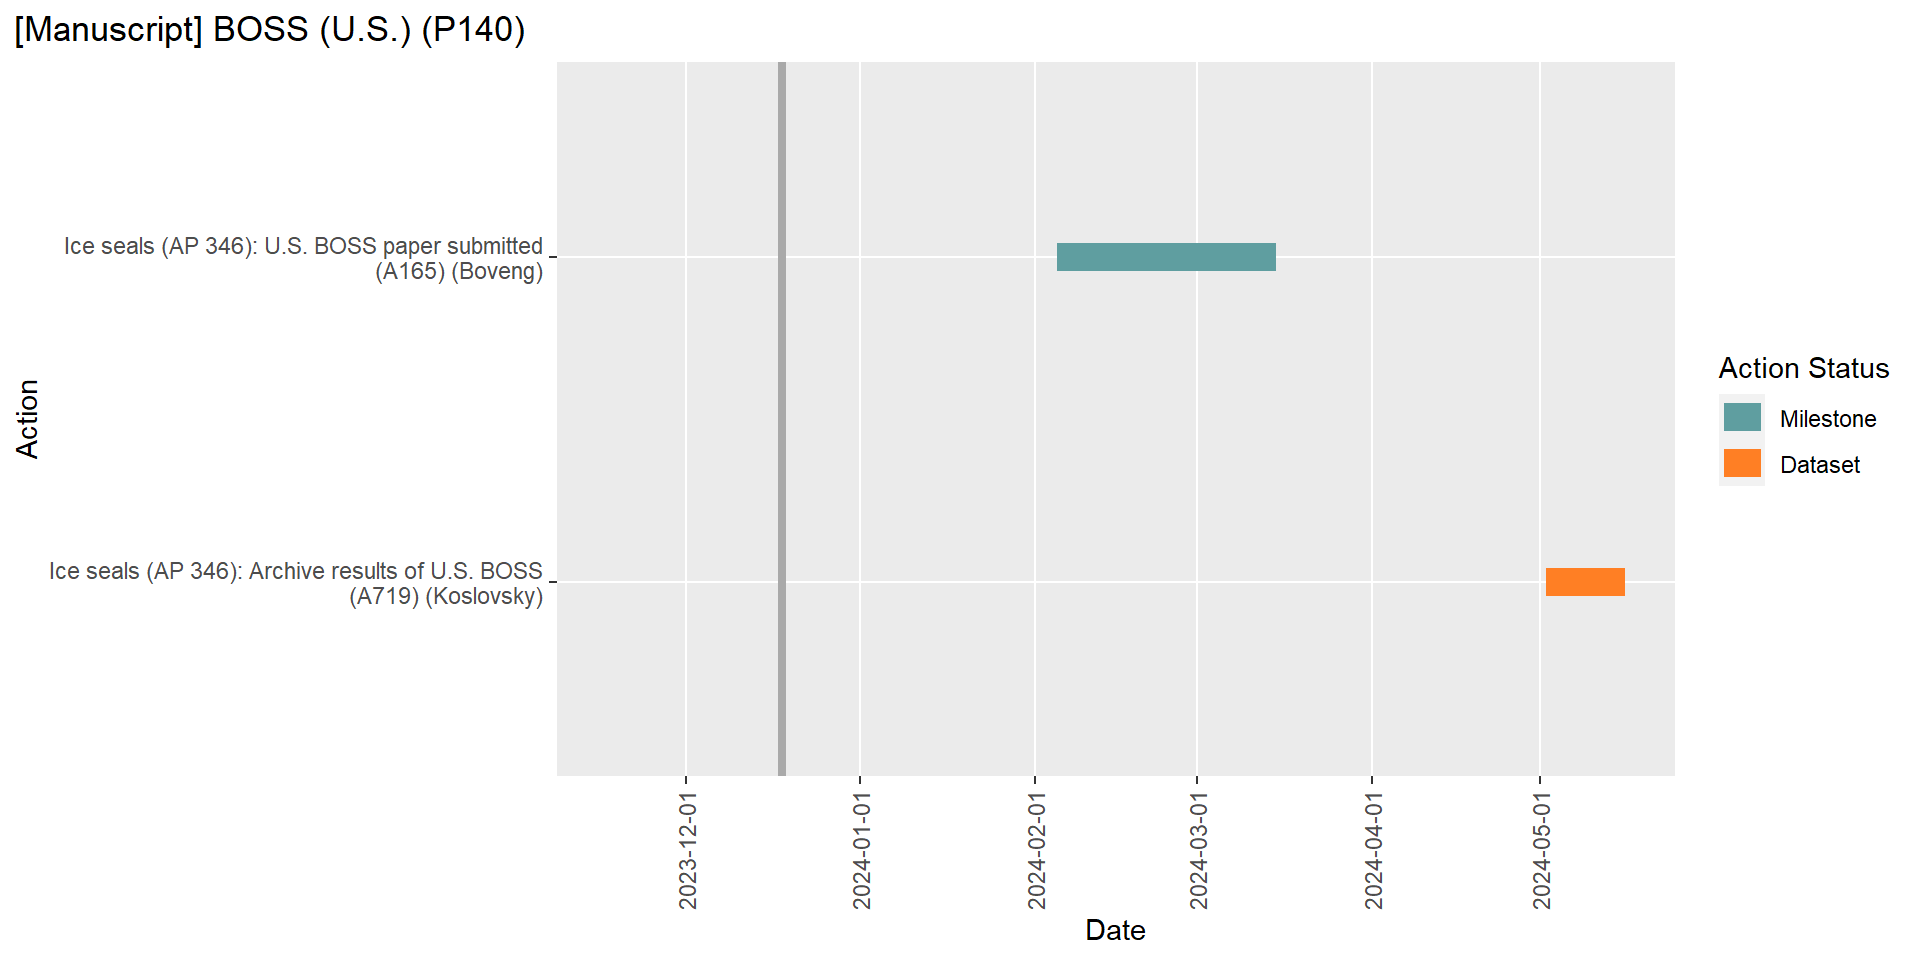 [Manuscript] BOSS (U.S.) (P140)
Ice seals (AP 346): U.S. BOSS paper submitted
(A165) (Boveng)
Ice seals (AP 346): Archive results of U.S. BOSS
(A719) (Koslovsky)
Action
2023-12-01
2024-01-01
2024-02-01
2024-03-01
2024-04-01
2024-05-01
Date
Action Status
Milestone
Dataset